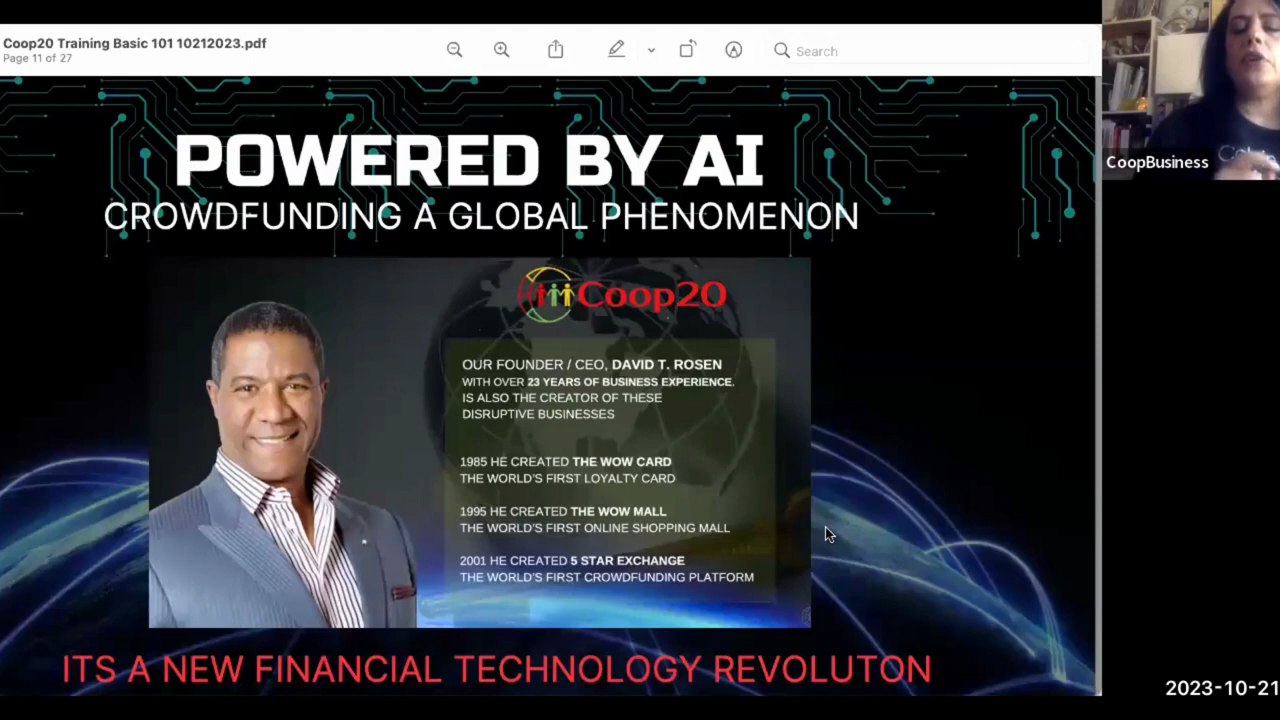 Coop20 Training Basic 101 10212023.pdf
Page 11 of 27
Search
POWERED BY AI
CROWDFUNDING A GLOBAL PHENOMENON
Coop20
OUR FOUNDER / CEO, DAVID T. ROSEN
WITH OVER 23 YEARS OF BUSINESS EXPERIENCE.
IS ALSO THE CREATOR OF THESE
DISRUPTIVE BUSINESSES
1985 HE CREATED THE WOW CARD
THE WORLD'S FIRST LOYALTY CARD
1995 HE CREATED THE WOW MALL
THE WORLD'S FIRST ONLINE SHOPPING MALL
2001 HE CREATED 5 STAR EXCHANGE
THE WORLD'S FIRST CROWDFUNDING PLATFORM
ITS A NEW FINANCIAL TECHNOLOGY REVOLUTON
CoopBusiness
2023-10-21